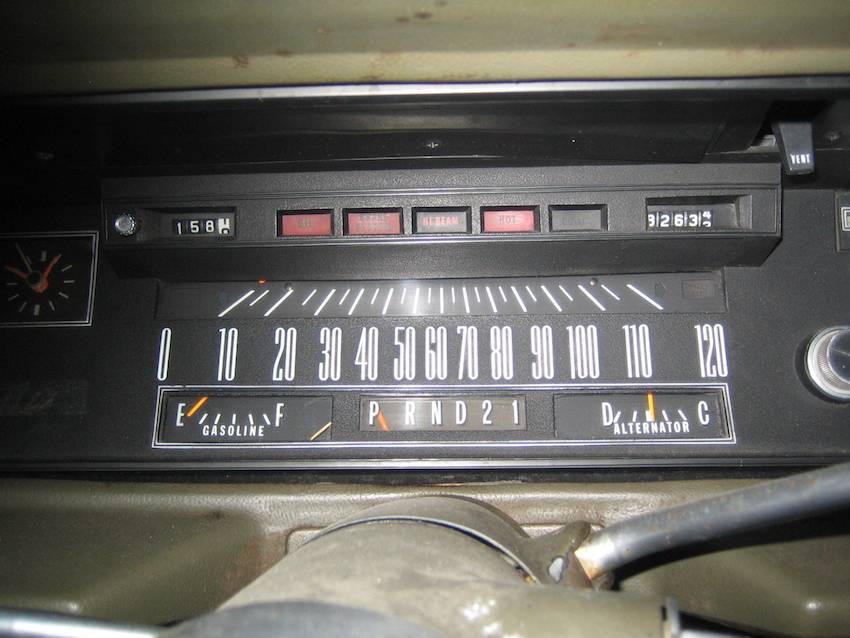 VENT
158
HI BEAM
HOT
9263
0 10 20 30 40 50 60 70 80 90 100 110 120
E F
GASOLINE
P R N D 2 1
D C
ALTERNATOR